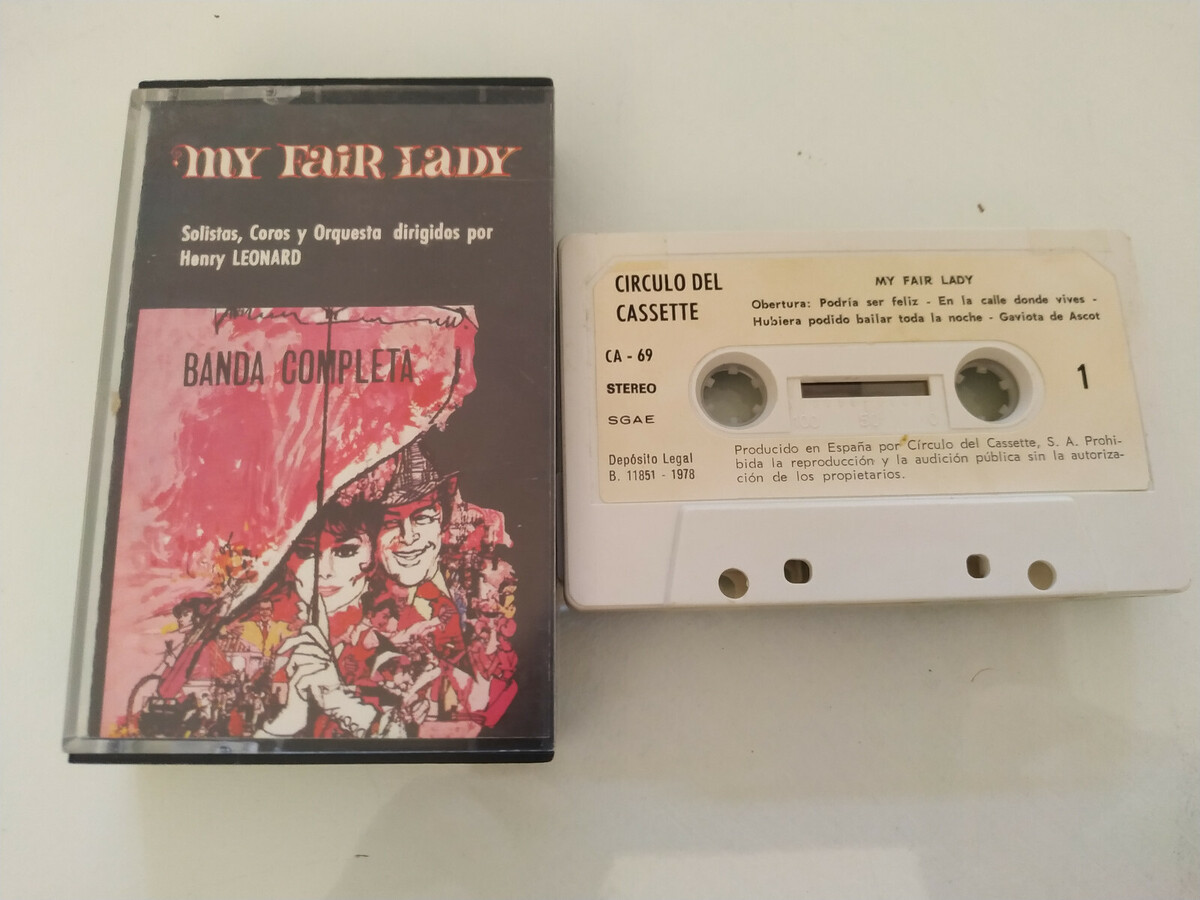 MY FAIR LADY
Solistas, Coros y Orquesta dirigidos por
Henry LEONARD
BANDA COMPLETA
CIRCULO DEL
CASSETTE
MY FAIR LADY
Obertura: Podría ser feliz - En la calle donde vives -
Hubiera podido bailar toda la noche - Gaviota de Ascot
CA - 69
STEREO
SGAE
1
100 50 0
Depósito Legal
B. 11851 - 1978
Producido en España por Círculo del Cassette, S. A. Prohi-
bida la reproducción y la audición pública sin la autoriza-
ción de los propietarios.